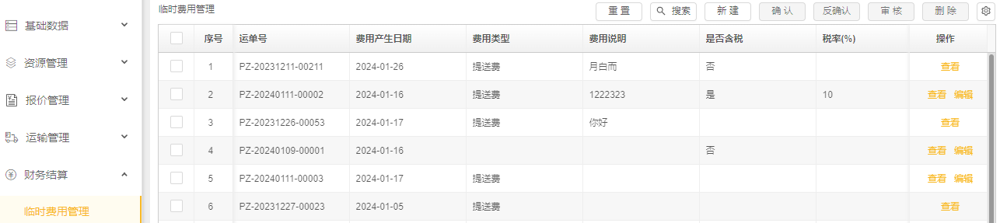 基础数据
资源管理
报价管理
运输管理
财务结算
临时费用管理
临时费用管理
重 置 搜索 新 建 确 认 反确认 审 核 删 除
序号 运单号 费用产生日期 费用类型 费用说明 是否含税 税率(%) 操作
1 PZ-20231211-00211 2024-01-26 提送费 月白而 否 查看
2 PZ-20240111-00002 2024-01-16 提送费 1222323 是 10 查看 编辑
3 PZ-20231226-00053 2024-01-17 提送费 你好 查看
4 PZ-20240109-00001 2024-01-16 否 查看 编辑
5 PZ-20240111-00003 2024-01-17 提送费 查看 编辑
6 PZ-20231227-00023 2024-01-05 提送费 查看